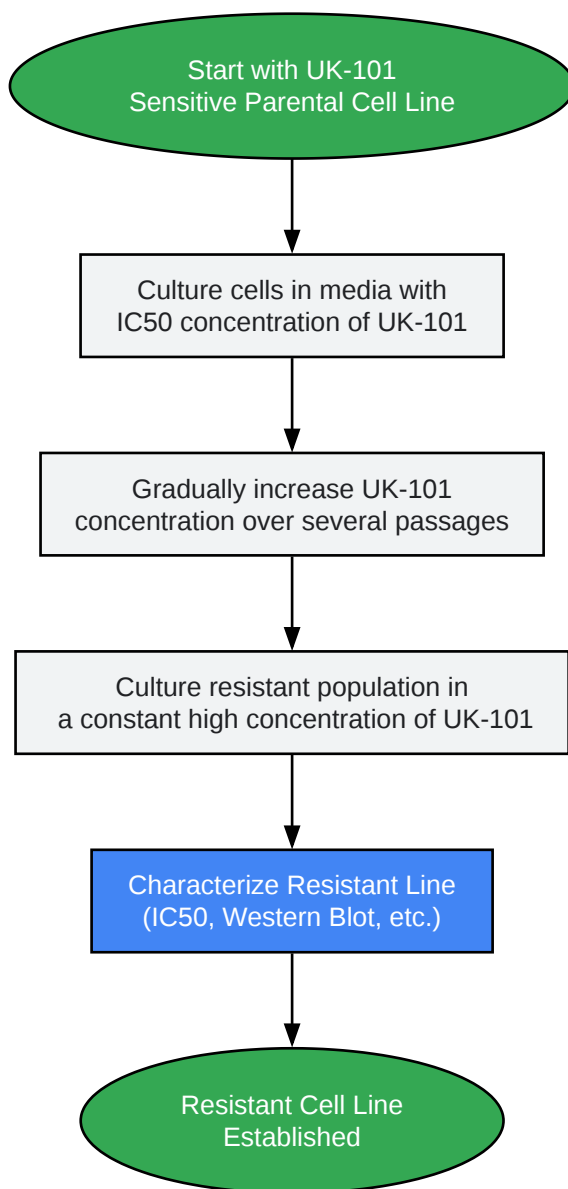 Start with UK-101
Sensitive Parental Cell Line
Culture cells in media with
IC50 concentration of UK-101
Gradually increase UK-101
concentration over several passages
Culture resistant population in
a constant high concentration of UK-101
Characterize Resistant Line
(IC50, Western Blot, etc.)
Resistant Cell Line
Established